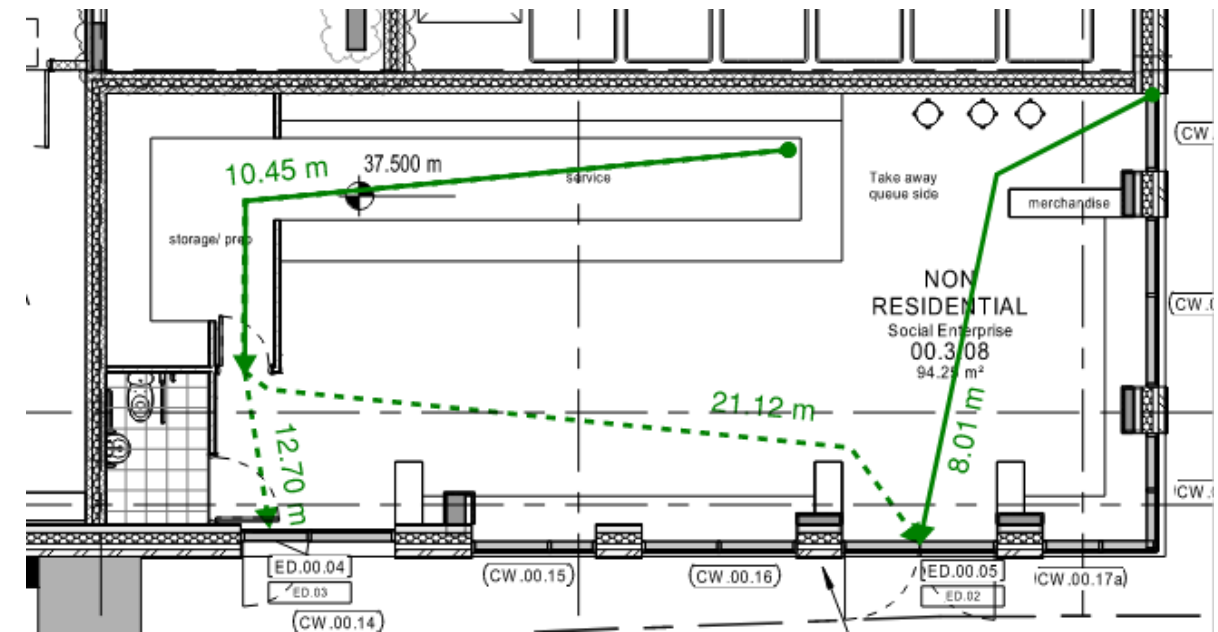 (CW.
10.45 m
37.500 m
service
Take away
queue side
merchandise
storage/ prep
NON
RESIDENTIAL
Social Enterprise
00.3.08
94.25 m²
(CW.0
21.12 m
8.01 m
12.70 m
CW.0
ED.00.04
ED.03
(CW.00.14)
(CW.00.15)
(CW.00.16)
ED.00.05
ED.02
CW.00.17a)